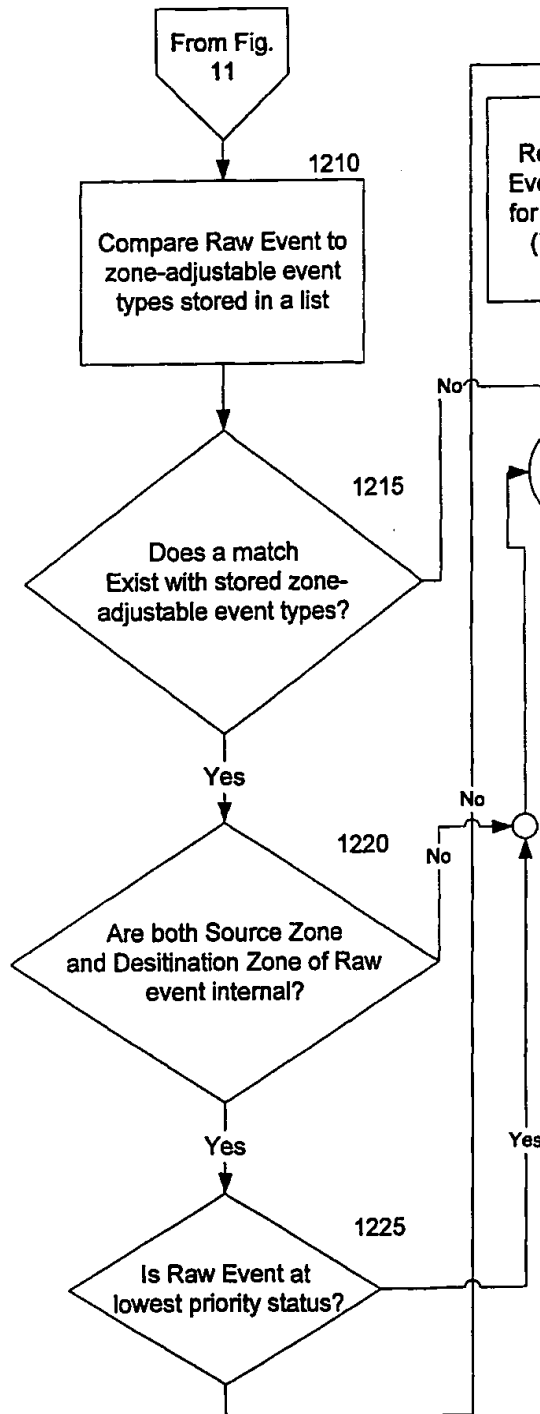 From Fig.
11
1210
Compare Raw Event to
zone-adjustable event
types stored in a list
No
1215
Does a match
Exist with stored zone-
adjustable event types?
Yes
No
1220
No
Are both Source Zone
and Desitination Zone of Raw
event internal?
Yes
Yes
1225
Is Raw Event at
lowest priority status?
for
(